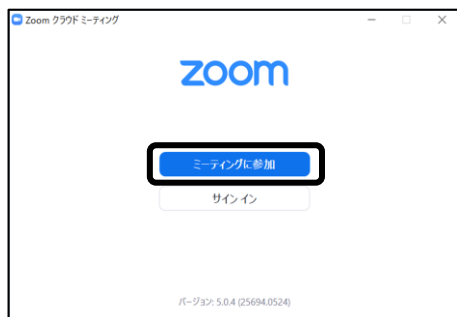 Zoom クラウド ミーティング
zoom
ミーティングに参加
サイン イン
バージョン: 5.0.4 (25694.0524)